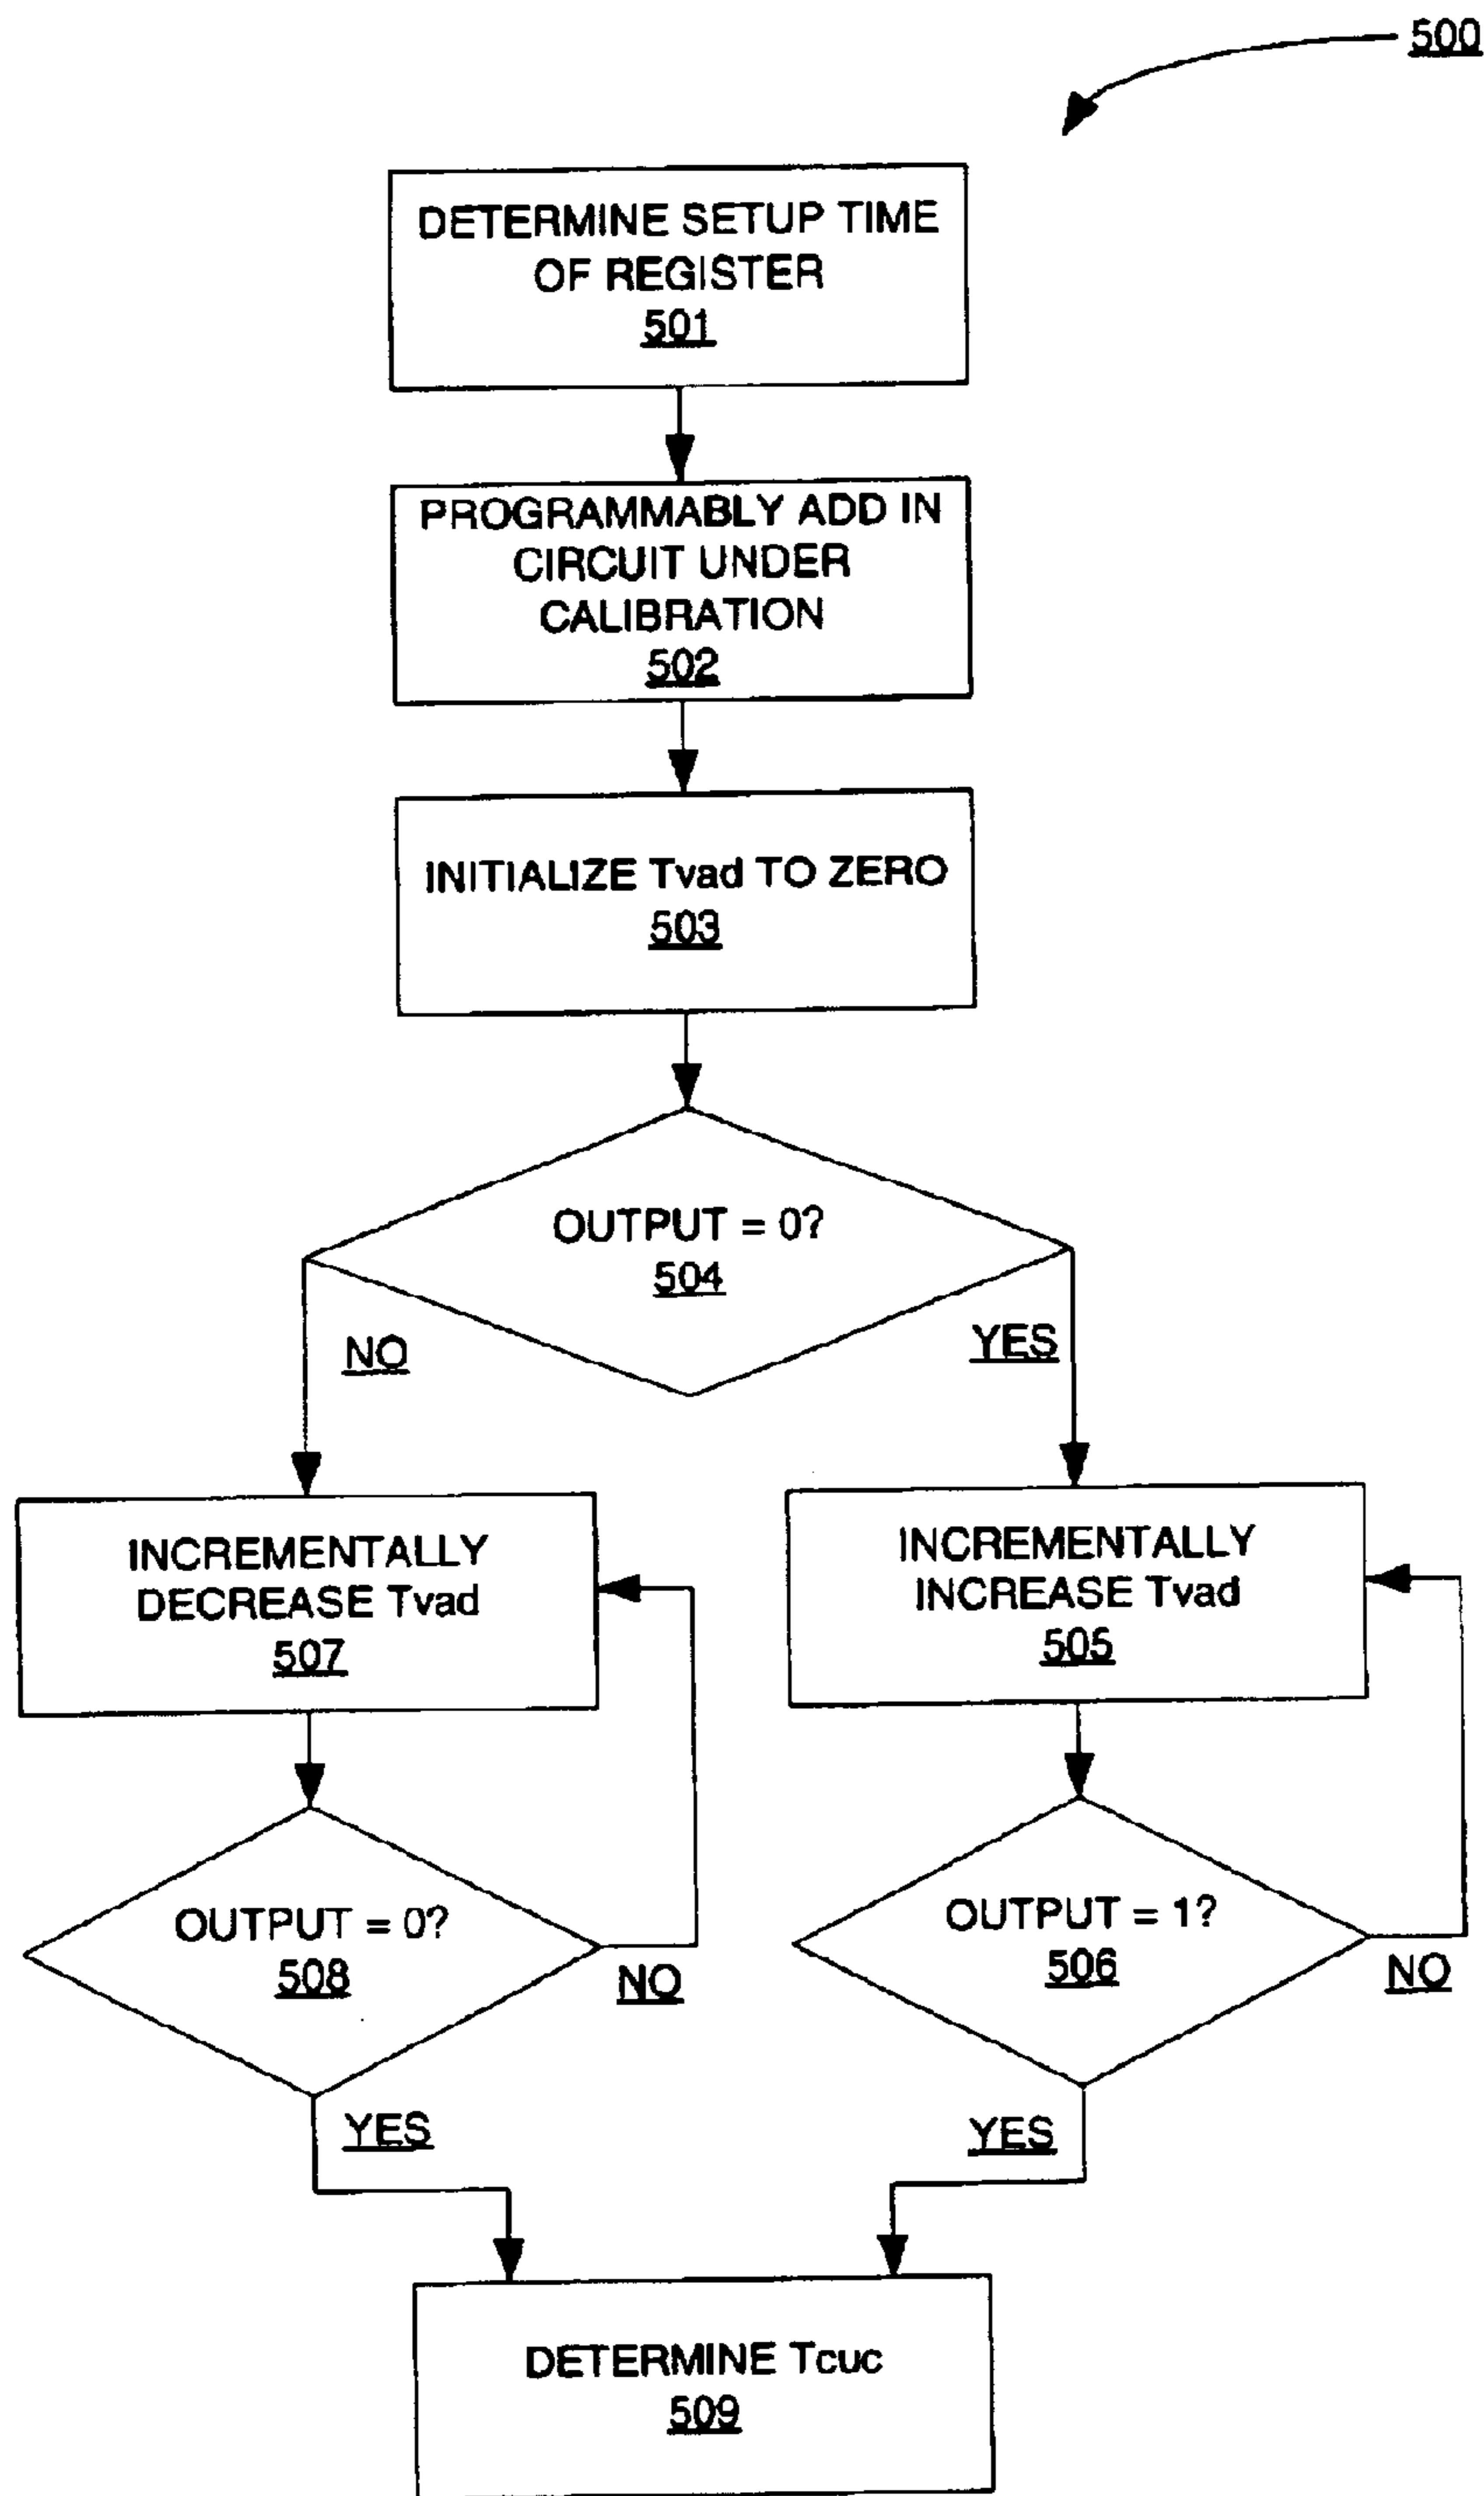 500
DETERMINE SETUP TIME
OF REGISTER
501
PROGRAMMABLY ADD IN
CIRCUIT UNDER
CALIBRATION
502
INITIALIZE Tvad TO ZERO
503
OUTPUT = 0?
504
NO
YES
INCREMENTALLY
DECREASE Tvad
507
INCREMENTALLY
INCREASE Tvad
505
OUTPUT = 0?
508
NO
OUTPUT = 1?
506
NO
YES
YES
DETERMINE Tcuc
509